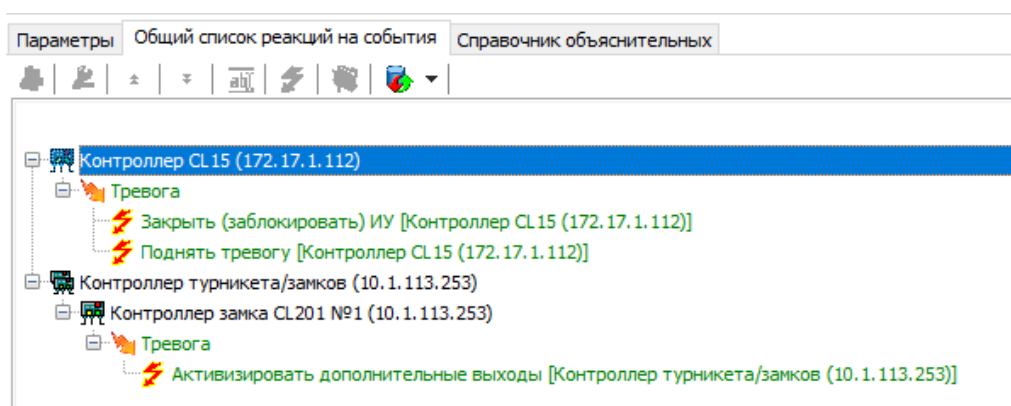 Параметры Общий список реакций на события Справочник объяснительных
ab
Контроллер CL15 (172.17.1.112)
Тревога
Закрыть (заблокировать) ИУ [Контроллер CL15 (172.17.1.112)]
Поднять тревогу [Контроллер CL15 (172.17.1.112)]
Контроллер турникета/замков (10.1.113.253)
Контроллер замка CL201 №1 (10.1.113.253)
Тревога
Активизировать дополнительные выходы [Контроллер турникета/замков (10.1.113.253)]